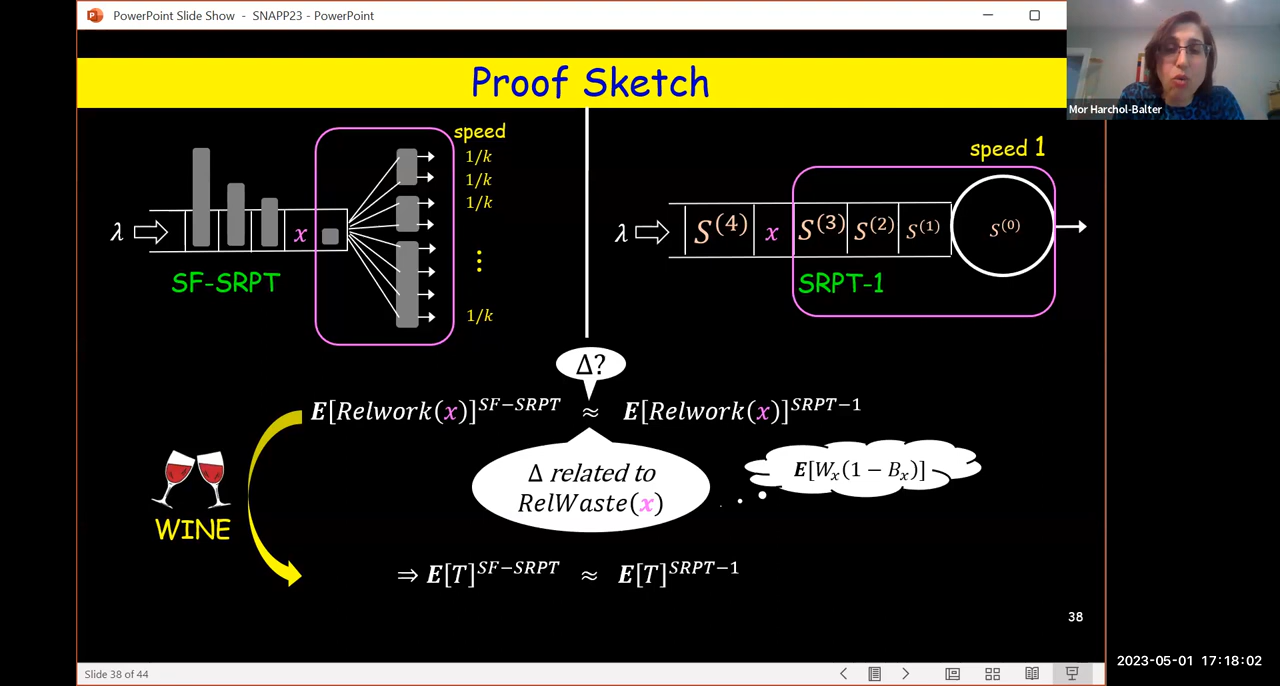 PowerPoint Slide Show - SNAPP23 - PowerPoint
Mor Harchol-Balter
Proof Sketch
speed
1/k
1/k
1/k
⋮
1/k
λ
x
SF-SRPT
speed 1
λ
S^(4) x S^(3) S^(2) S^(1) S^(0)
SRPT-1
Δ?
E[Relwork(x)]^SF−SRPT ≈ E[Relwork(x)]^SRPT−1
WINE
Δ related to
RelWaste(x)
E[W_x(1 − B_x)]
⇒ E[T]^SF−SRPT ≈ E[T]^SRPT−1
38
Slide 38 of 44
2023-05-01 17:18:02